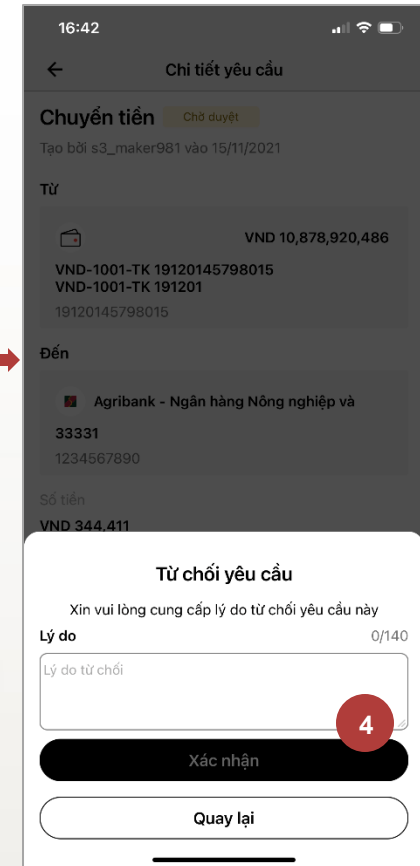 16:42
Chi tiết yêu cầu
Chuyển tiền Chờ duyệt
Tạo bởi s3_maker981 vào 15/11/2021
Từ
VND 10,878,920,486
VND-1001-TK 19120145798015
VND-1001-TK 191201
19120145798015
Đến
Agribank - Ngân hàng Nông nghiệp và
33331
1234567890
Số tiền
VND 344,411
Từ chối yêu cầu
Xin vui lòng cung cấp lý do từ chối yêu cầu này
Lý do 0/140
Lý do từ chối
4
Xác nhận
Quay lại